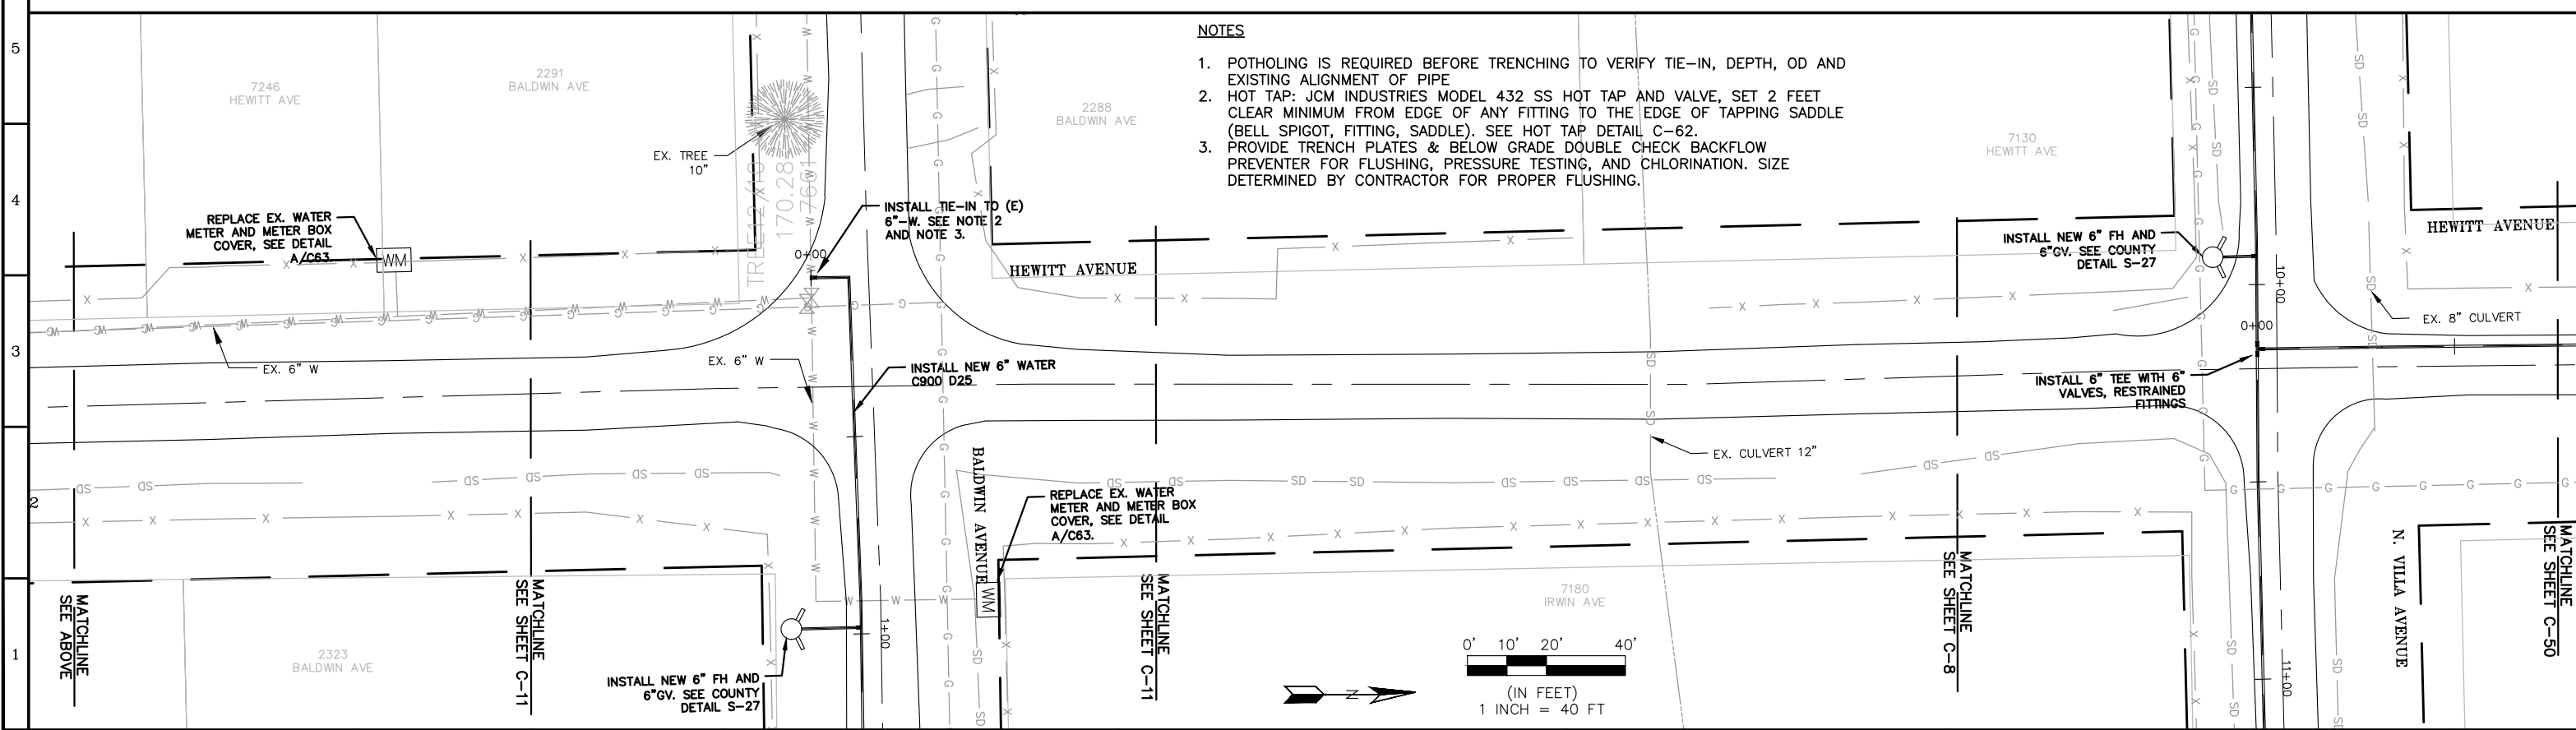 5
4
3
2
1
NOTES
1. POTHOLING IS REQUIRED BEFORE TRENCHING TO VERIFY TIE-IN, DEPTH, OD AND
EXISTING ALIGNMENT OF PIPE
2. HOT TAP: JCM INDUSTRIES MODEL 432 SS HOT TAP AND VALVE, SET 2 FEET
CLEAR MINIMUM FROM EDGE OF ANY FITTING TO THE EDGE OF TAPPING SADDLE
(BELL SPIGOT, FITTING, SADDLE). SEE HOT TAP DETAIL C-62.
3. PROVIDE TRENCH PLATES & BELOW GRADE DOUBLE CHECK BACKFLOW
PREVENTER FOR FLUSHING, PRESSURE TESTING, AND CHLORINATION. SIZE
DETERMINED BY CONTRACTOR FOR PROPER FLUSHING.
7246
HEWITT AVE
2291
BALDWIN AVE
2288
BALDWIN AVE
7130
HEWITT AVE
EX. TREE
10"
TREE12/10
170.28
7661
REPLACE EX. WATER
METER AND METER BOX
COVER, SEE DETAIL
A/C63.
WM
INSTALL TIE-IN TO (E)
6"-W. SEE NOTE 2
AND NOTE 3.
0+00
HEWITT AVENUE
INSTALL NEW 6" FH AND
6"GV. SEE COUNTY
DETAIL S-27
HEWITT AVENUE
10+00
0+00
EX. 8" CULVERT
EX. 6" W
EX. 6" W
INSTALL NEW 6" WATER
C900 D25
INSTALL 6" TEE WITH 6"
VALVES, RESTRAINED
FITTINGS
EX. CULVERT 12"
BALDWIN AVENUE
REPLACE EX. WATER
METER AND METER BOX
COVER, SEE DETAIL
A/C63.
WM
N. VILLA AVENUE
MATCHLINE
SEE ABOVE
MATCHLINE
SEE SHEET C-11
MATCHLINE
SEE SHEET C-11
MATCHLINE
SEE SHEET C-8
MATCHLINE
SEE SHEET C-50
7180
IRWIN AVE
2323
BALDWIN AVE
1+00
11+00
INSTALL NEW 6" FH AND
6"GV. SEE COUNTY
DETAIL S-27
N
0' 10' 20' 40'
(IN FEET)
1 INCH = 40 FT